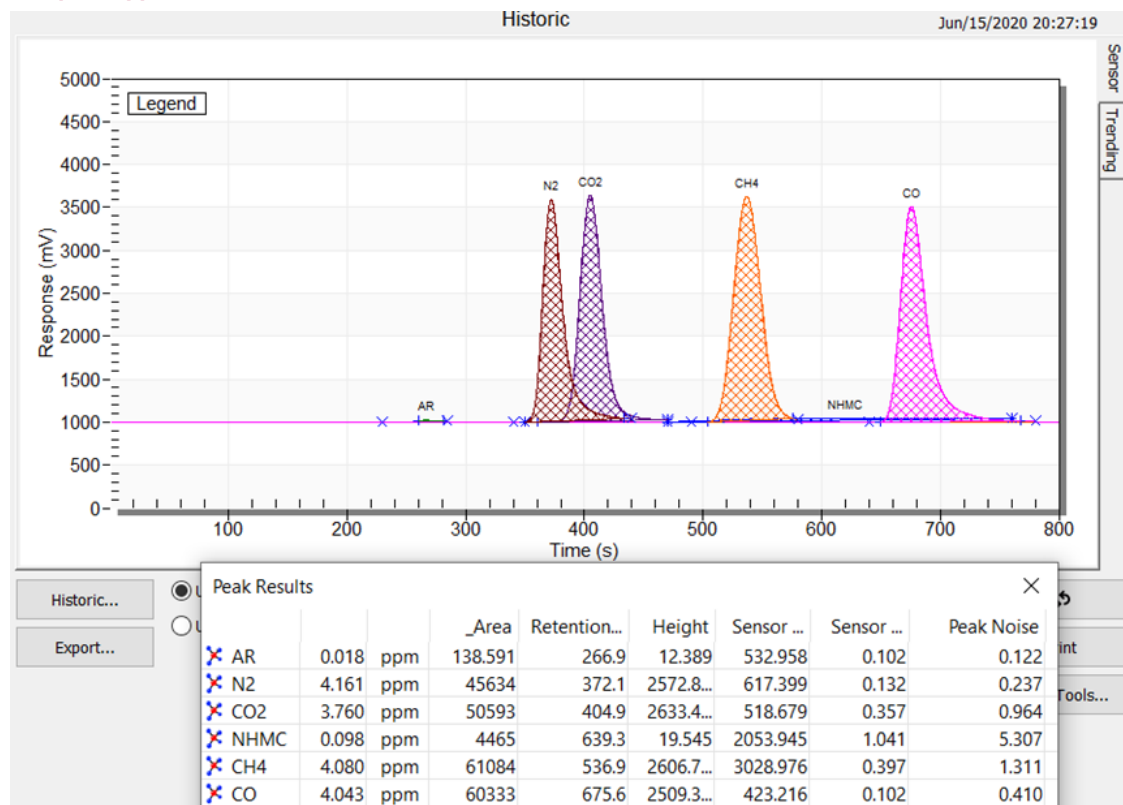 Historic
Jun/15/2020 20:27:19
Sensor
Trending
Legend
5000
4500
4000
3500
3000
2500
2000
1500
1000
500
0
Response (mV)
N2
CO2
CH4
CO
AR
NHMC
100 200 300 400 500 600 700 800
Time (s)
Historic...
Export...
Peak Results
_Area Retention... Height Sensor ... Sensor ... Peak Noise
AR 0.018 ppm 138.591 266.9 12.389 532.958 0.102 0.122
N2 4.161 ppm 45634 372.1 2572.8... 617.399 0.132 0.237
CO2 3.760 ppm 50593 404.9 2633.4... 518.679 0.357 0.964
NHMC 0.098 ppm 4465 639.3 19.545 2053.945 1.041 5.307
CH4 4.080 ppm 61084 536.9 2606.7... 3028.976 0.397 1.311
CO 4.043 ppm 60333 675.6 2509.3... 423.216 0.102 0.410
int
Tools...